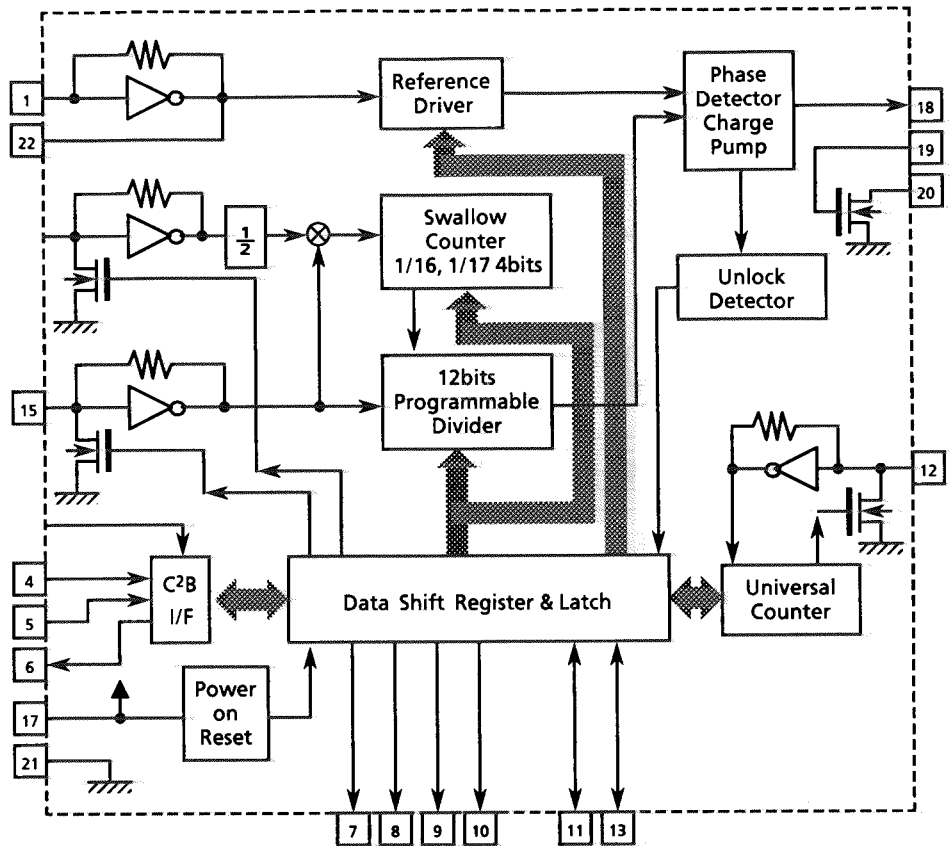 1
22
Reference
Driver
Phase
Detector
Charge
Pump
18
19
20
1
2
Swallow
Counter
1/16, 1/17 4bits
Unlock
Detector
15
12bits
Programmable
Divider
12
4
5
6
C²B
I/F
Data Shift Register & Latch
Universal
Counter
17
21
Power
on
Reset
7
8
9
10
11
13